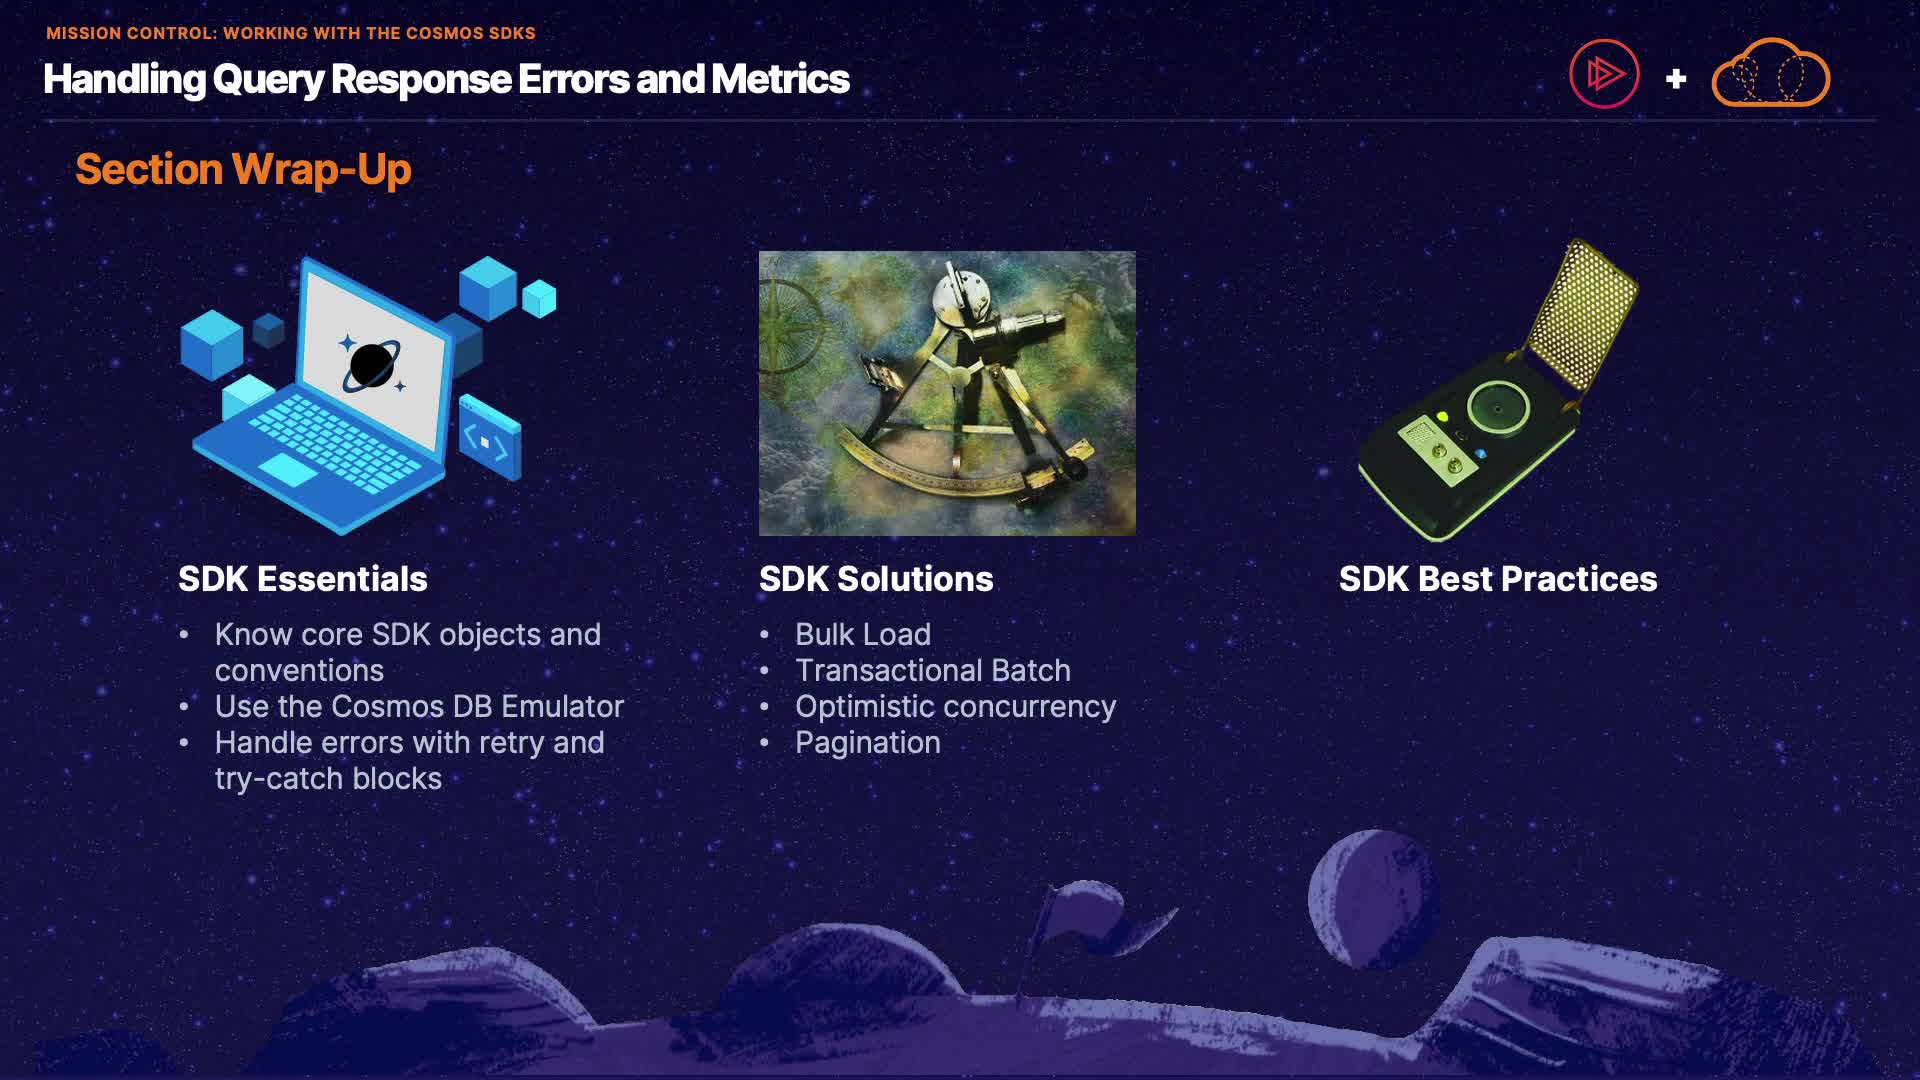 MISSION CONTROL: WORKING WITH THE COSMOS SDKS
Handling Query Response Errors and Metrics
Section Wrap-Up
SDK Essentials
• Know core SDK objects and
conventions
• Use the Cosmos DB Emulator
• Handle errors with retry and
try-catch blocks
SDK Solutions
• Bulk Load
• Transactional Batch
• Optimistic concurrency
• Pagination
SDK Best Practices